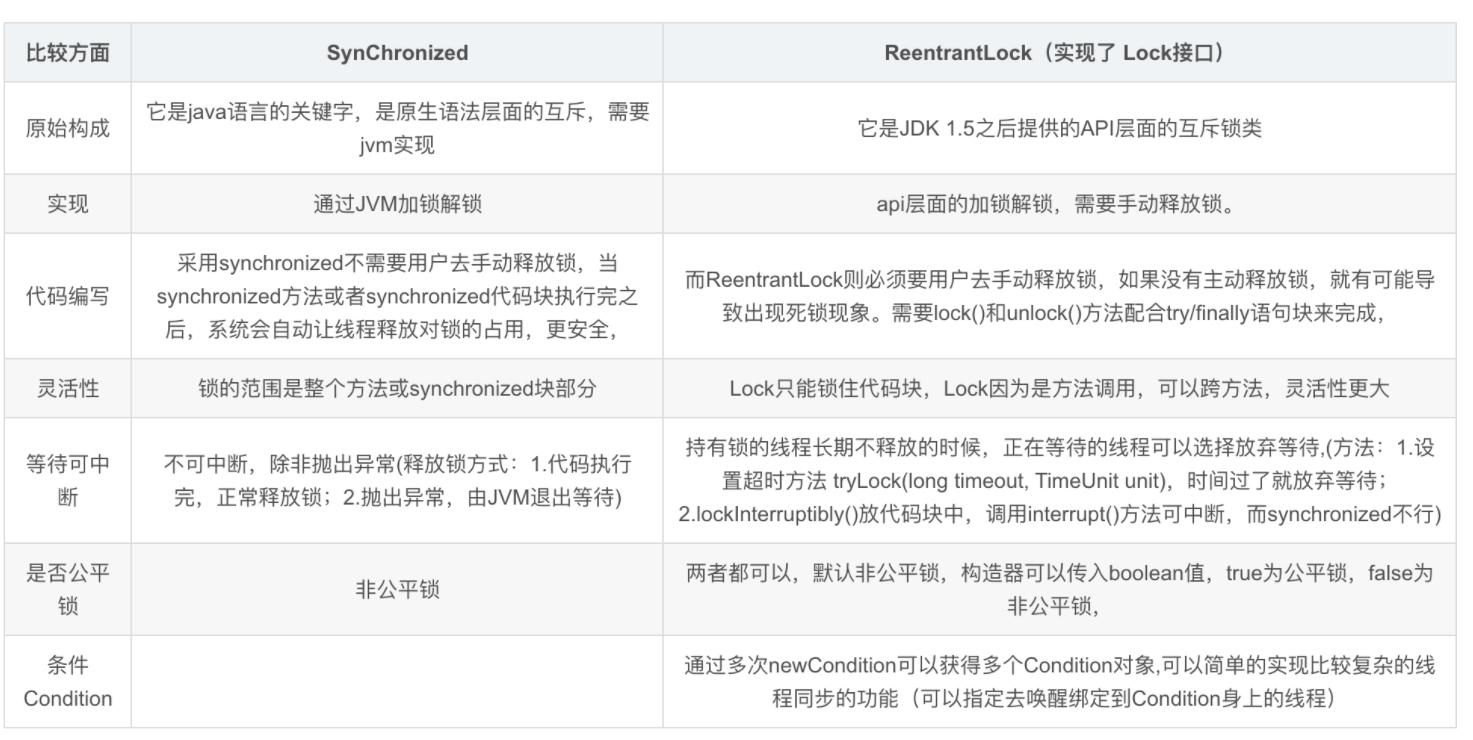 比较方面
SynChronized
ReentrantLock（实现了 Lock接口）
原始构成
它是java语言的关键字，是原生语法层面的互斥，需要
jvm实现
它是JDK 1.5之后提供的API层面的互斥锁类
实现
通过JVM加锁解锁
api层面的加锁解锁，需要手动释放锁。
代码编写
采用synchronized不需要用户去手动释放锁，当
synchronized方法或者synchronized代码块执行完之
后，系统会自动让线程释放对锁的占用，更安全，
而ReentrantLock则必须要用户去手动释放锁，如果没有主动释放锁，就有可能导
致出现死锁现象。需要lock()和unlock()方法配合try/finally语句块来完成，
灵活性
锁的范围是整个方法或synchronized块部分
Lock只能锁住代码块，Lock因为是方法调用，可以跨方法，灵活性更大
等待可中
断
不可中断，除非抛出异常(释放锁方式：1.代码执行
完，正常释放锁；2.抛出异常，由JVM退出等待)
持有锁的线程长期不释放的时候，正在等待的线程可以选择放弃等待,(方法：1.设
置超时方法 tryLock(long timeout, TimeUnit unit)，时间过了就放弃等待；
2.lockInterruptibly()放代码块中，调用interrupt()方法可中断，而synchronized不行)
是否公平
锁
非公平锁
两者都可以，默认非公平锁，构造器可以传入boolean值，true为公平锁，false为
非公平锁，
条件
Condition
通过多次newCondition可以获得多个Condition对象,可以简单的实现比较复杂的线
程同步的功能（可以指定去唤醒绑定到Condition身上的线程）